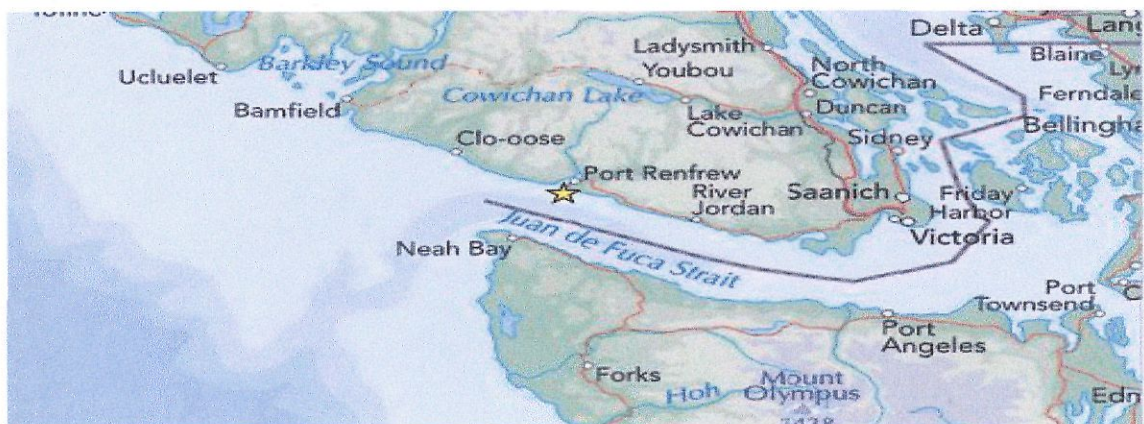 Delta
Ladysmith
Blaine
Ucluelet
Barkley Sound
Youbou
North
Cowichan
Bamfield
Cowichan Lake
Ferndale
Lake
Cowichan
Duncan
Clo-oose
Sidney
Port Renfrew
River
Jordan
Saanich
Friday
Harbor
Victoria
Neah Bay
Juan de Fuca Strait
Port
Townsend
Port
Angeles
Forks
Hoh
Mount
Olympus